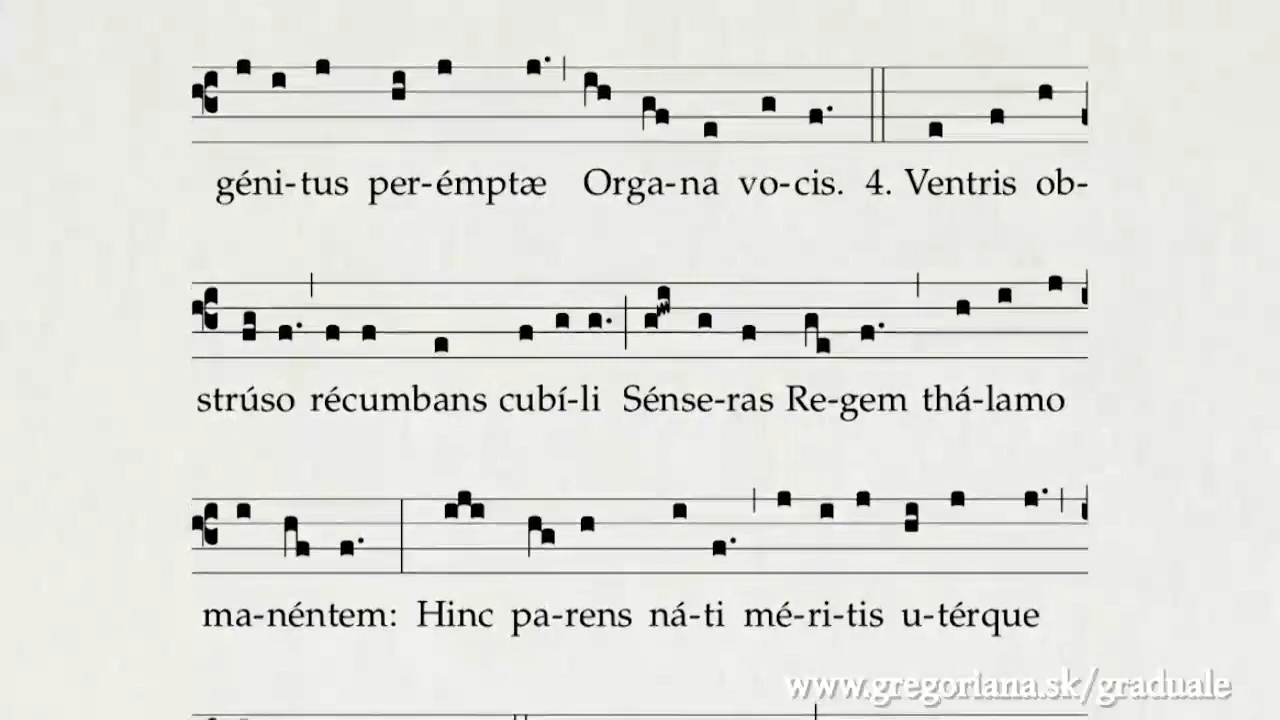 géni-tus per-émptæ Orga-na vo-cis. 4. Ventris ob-
strúso récumbans cubí-li Sénse-ras Re-gem thá-lamo
ma-néntem: Hinc pa-rens ná-ti mé-ri-tis u-térque
www.gregoriana.sk/graduale